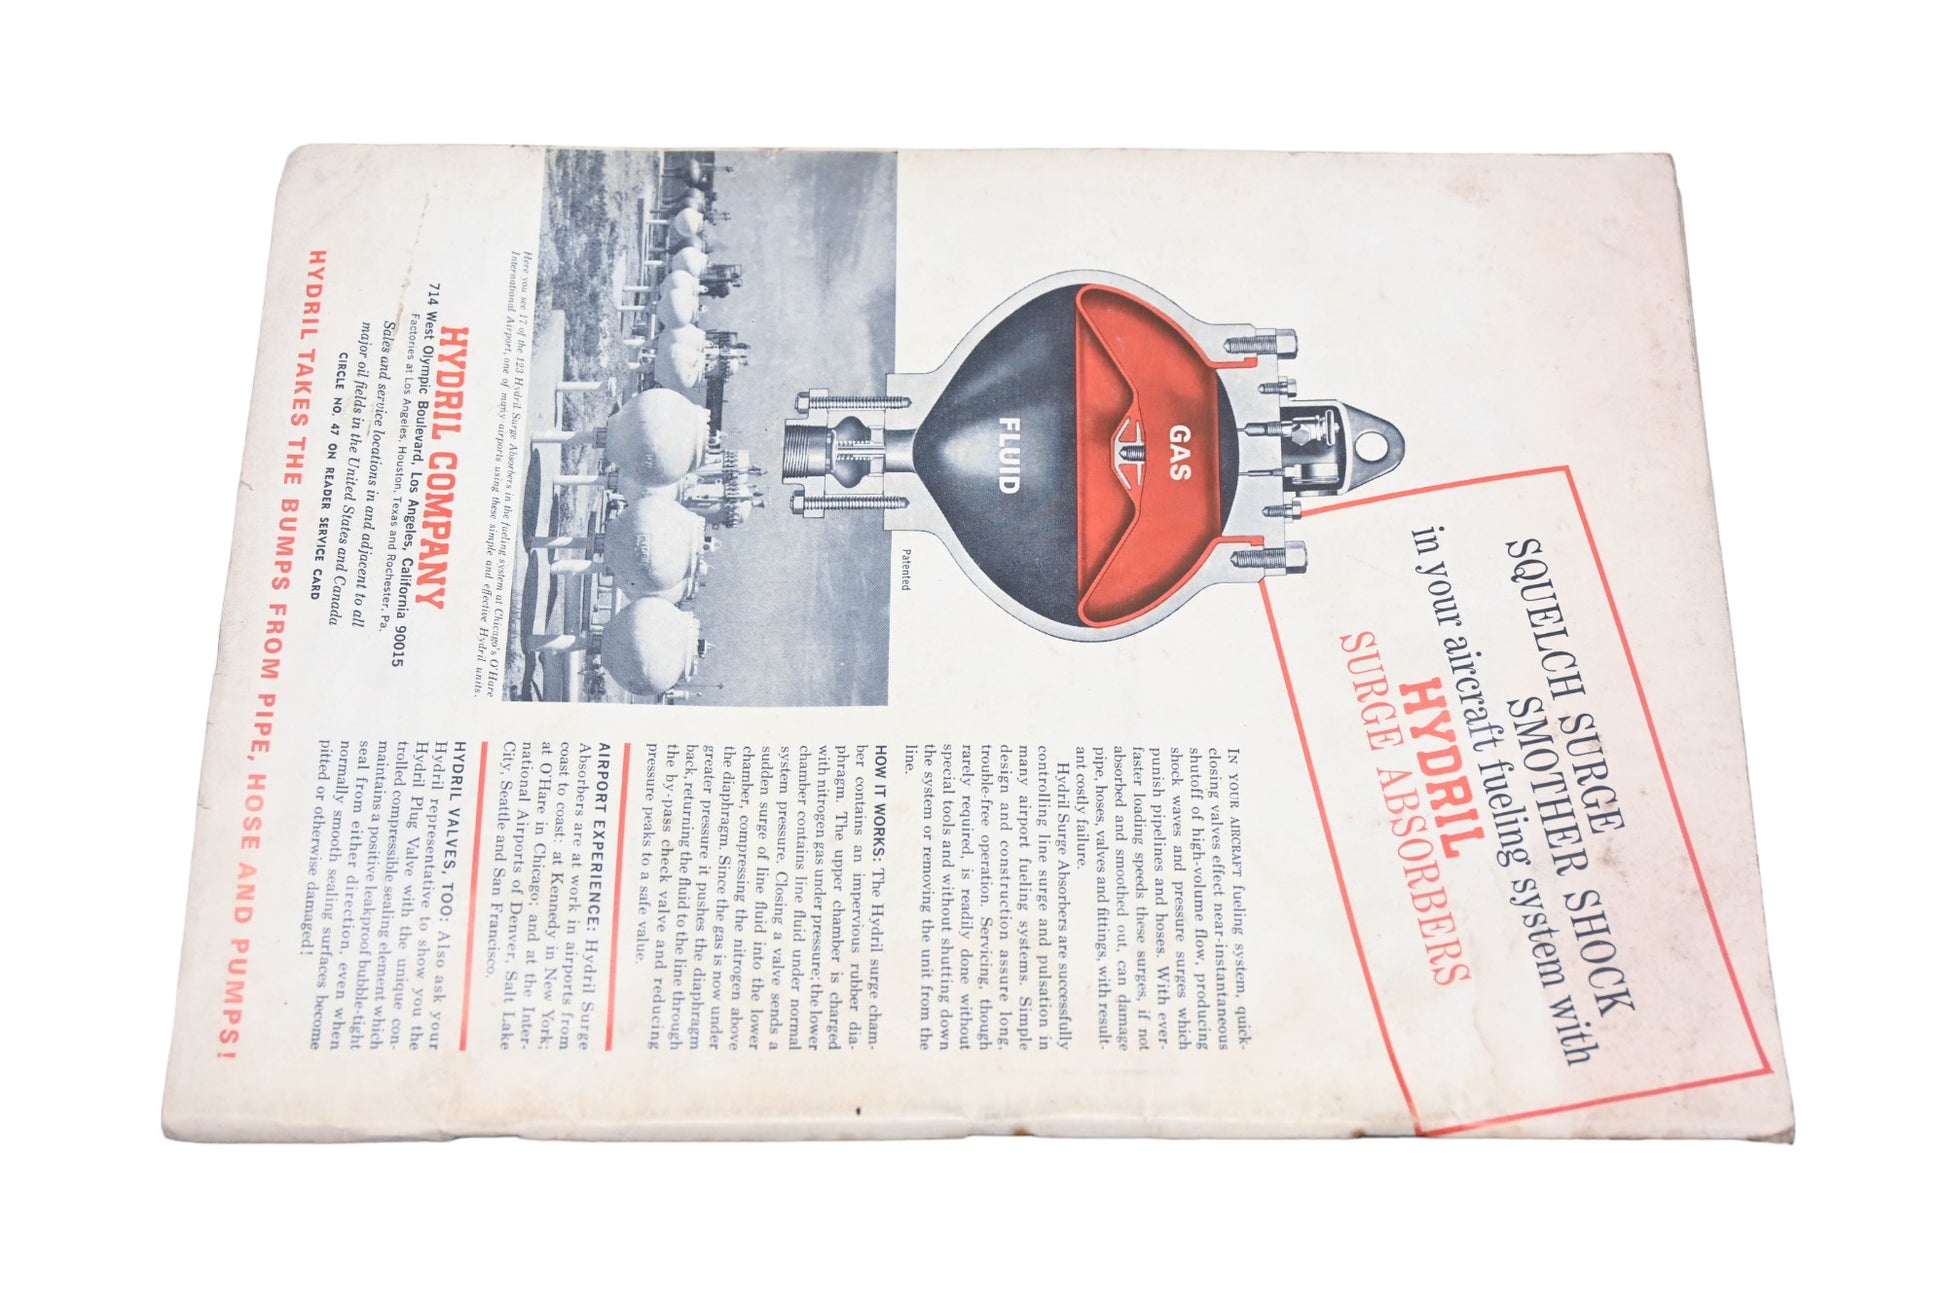 SQUELCH SURGE
SMOTHER SHOCK
in your aircraft fueling system with
HYDRIL
SURGE ABSORBERS
GAS
FLUID
Patented
Here you see 17 of the 123 Hydril Surge Absorbers in the fueling system at Chicago's O'Hare
International Airport, one of many airports using these simple and effective Hydril units.
HYDRIL COMPANY
714 West Olympic Boulevard, Los Angeles, California 90015
Factories at Los Angeles, Houston, Texas and Rochester, Pa.
Sales and service locations in and adjacent to all
major oil fields in the United States and Canada
CIRCLE NO. 47 ON READER SERVICE CARD
IN YOUR AIRCRAFT fueling system, quick-
closing valves effect near-instantaneous
shutoff of high-volume flow, producing
shock waves and pressure surges which
punish pipelines and hoses. With ever-
faster loading speeds these surges, if not
absorbed and smoothed out, can damage
pipe, hoses, valves and fittings, with result-
ant costly failure.
Hydril Surge Absorbers are successfully
controlling line surge and pulsation in
many airport fueling systems. Simple
design and construction assure long,
trouble-free operation. Servicing, though
rarely required, is readily done without
special tools and without shutting down
the system or removing the unit from the
line.
HOW IT WORKS: The Hydril surge cham-
ber contains an impervious rubber dia-
phragm. The upper chamber is charged
with nitrogen gas under pressure; the lower
chamber contains line fluid under normal
system pressure. Closing a valve sends a
sudden surge of line fluid into the lower
chamber, compressing the nitrogen above
the diaphragm. Since the gas is now under
greater pressure it pushes the diaphragm
back, returning the fluid to the line through
the by-pass check valve and reducing
pressure peaks to a safe value.
AIRPORT EXPERIENCE: Hydril Surge
Absorbers are at work in airports from
coast to coast: at Kennedy in New York;
at O'Hare in Chicago; and at the Inter-
national Airports of Denver, Salt Lake
City, Seattle and San Francisco.
HYDRIL VALVES, TOO: Also ask your
Hydril representative to show you the
Hydril Plug Valve with the unique con-
trolled compressible sealing element which
maintains a positive leakproof bubble-tight
seal from either direction, even when
normally smooth sealing surfaces become
pitted or otherwise damaged!
HYDRIL TAKES THE BUMPS FROM PIPE, HOSE AND PUMPS!